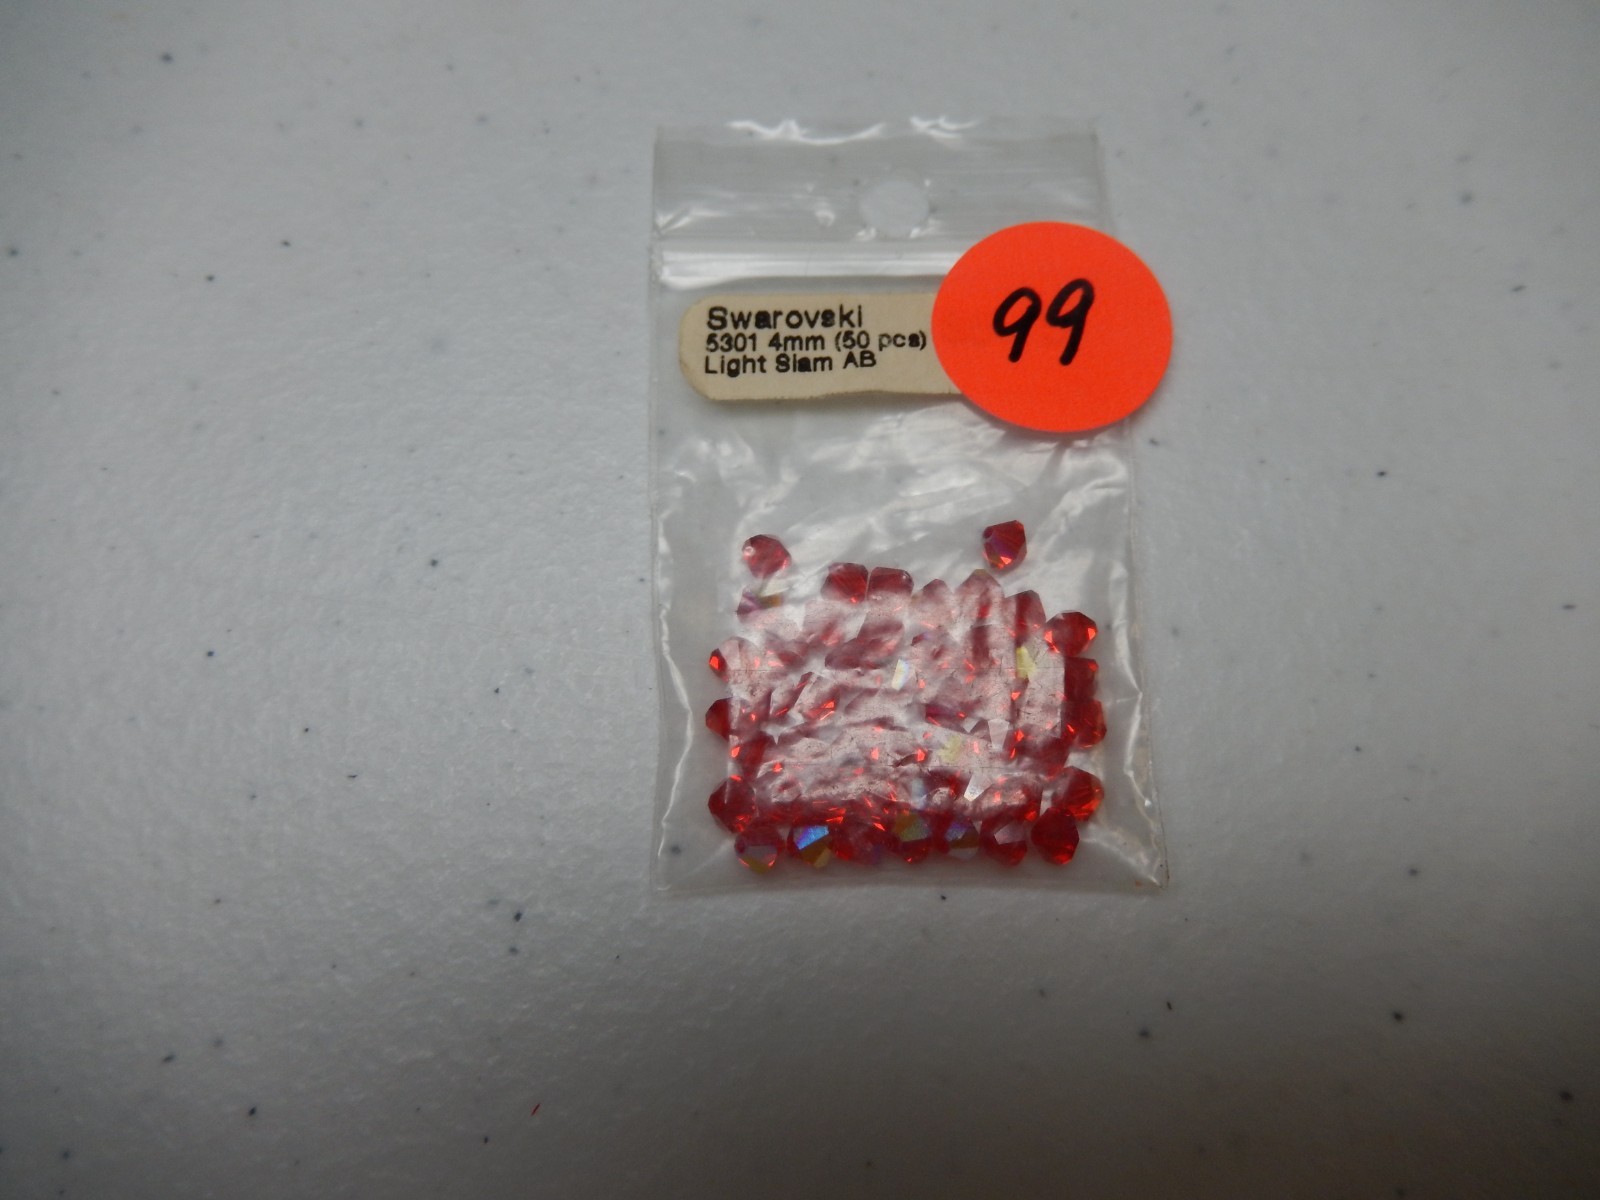 Swarovski
5301 4mm (50 pcs)
Light Siam AB
99